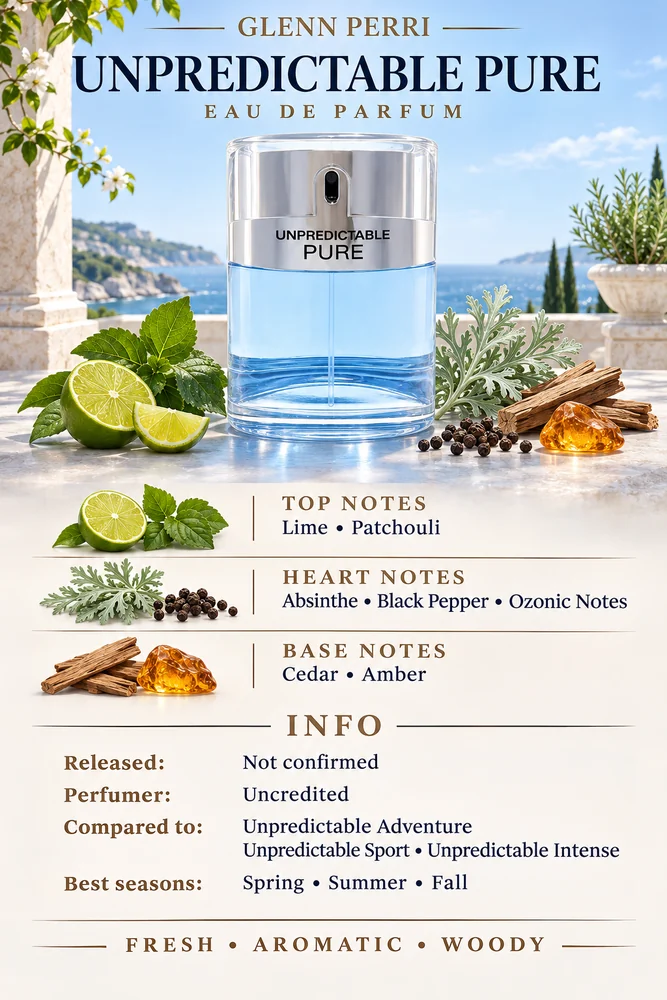 GLENN PERRI
UNPREDICTABLE PURE
EAU DE PARFUM
UNPREDICTABLE
PURE
TOP NOTES
Lime • Patchouli
HEART NOTES
Absinthe • Black Pepper • Ozonic Notes
BASE NOTES
Cedar • Amber
INFO
Released: Not confirmed
Perfumer: Uncredited
Compared to: Unpredictable Adventure
Unpredictable Sport • Unpredictable Intense
Best seasons: Spring • Summer • Fall
FRESH • AROMATIC • WOODY